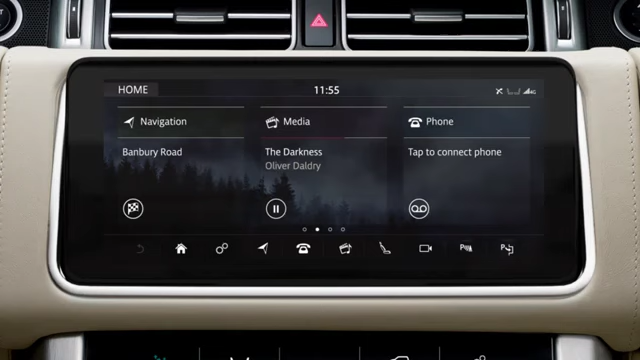 HOME
11:55
Navigation
Media
Phone
Banbury Road
The Darkness
Oliver Daldry
Tap to connect phone